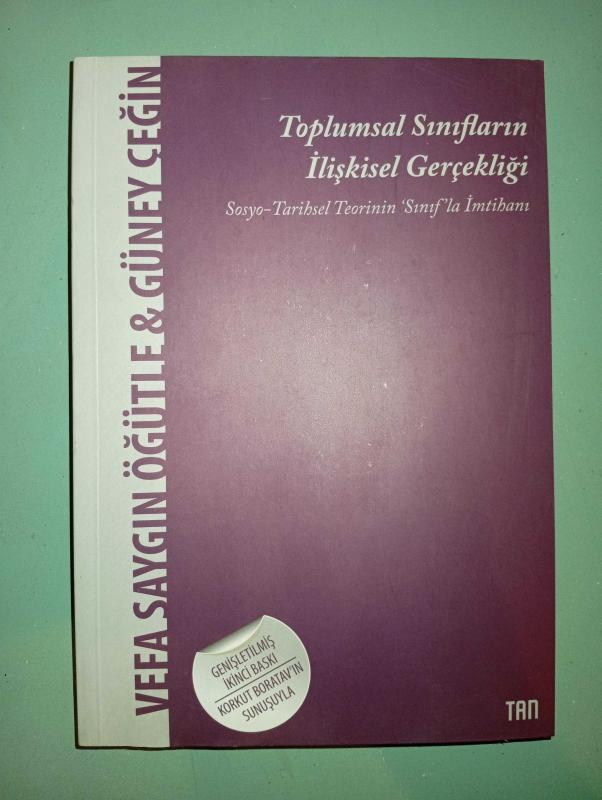 VEFA SAYGIN ÖĞÜTLE & GÜNEY ÇEĞİN
Toplumsal Sınıfların
İlişkisel Gerçekliği
Sosyo-Tarihsel Teorinin ‘Sınıf’la İmtihanı
GENİŞLETİLMİŞ
İKİNCİ BASKI
KORKUT BORATAV'IN
SUNUŞUYLA
TAN